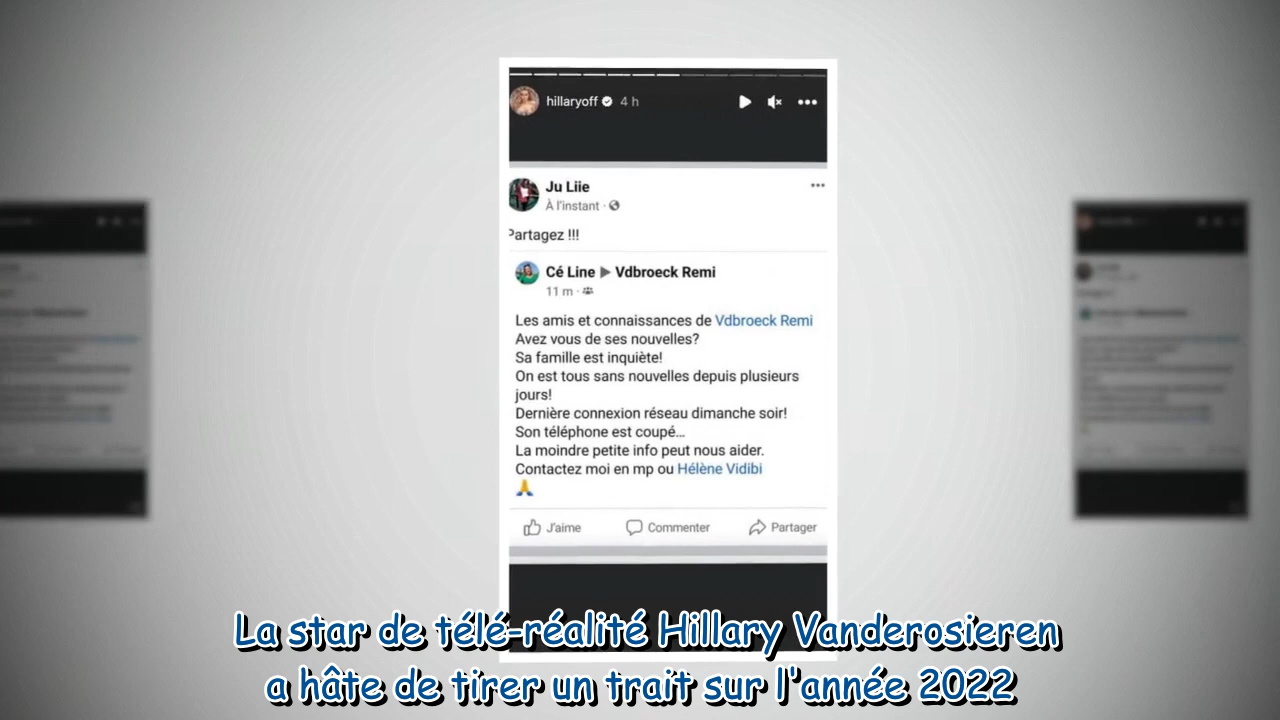 hillaryoff 4 h
Ju Liie
À l'instant
Partagez !!!
Cé Line ▶ Vdbroeck Remi
11 m
Les amis et connaissances de Vdbroeck Remi
Avez vous de ses nouvelles?
Sa famille est inquiète!
On est tous sans nouvelles depuis plusieurs
jours!
Dernière connexion réseau dimanche soir!
Son téléphone est coupé...
La moindre petite info peut nous aider.
Contactez moi en mp ou Hélène Vidibi
🙏
J'aime Commenter Partager
La star de télé-réalité Hillary Vanderosieren
a hâte de tirer un trait sur l'année 2022